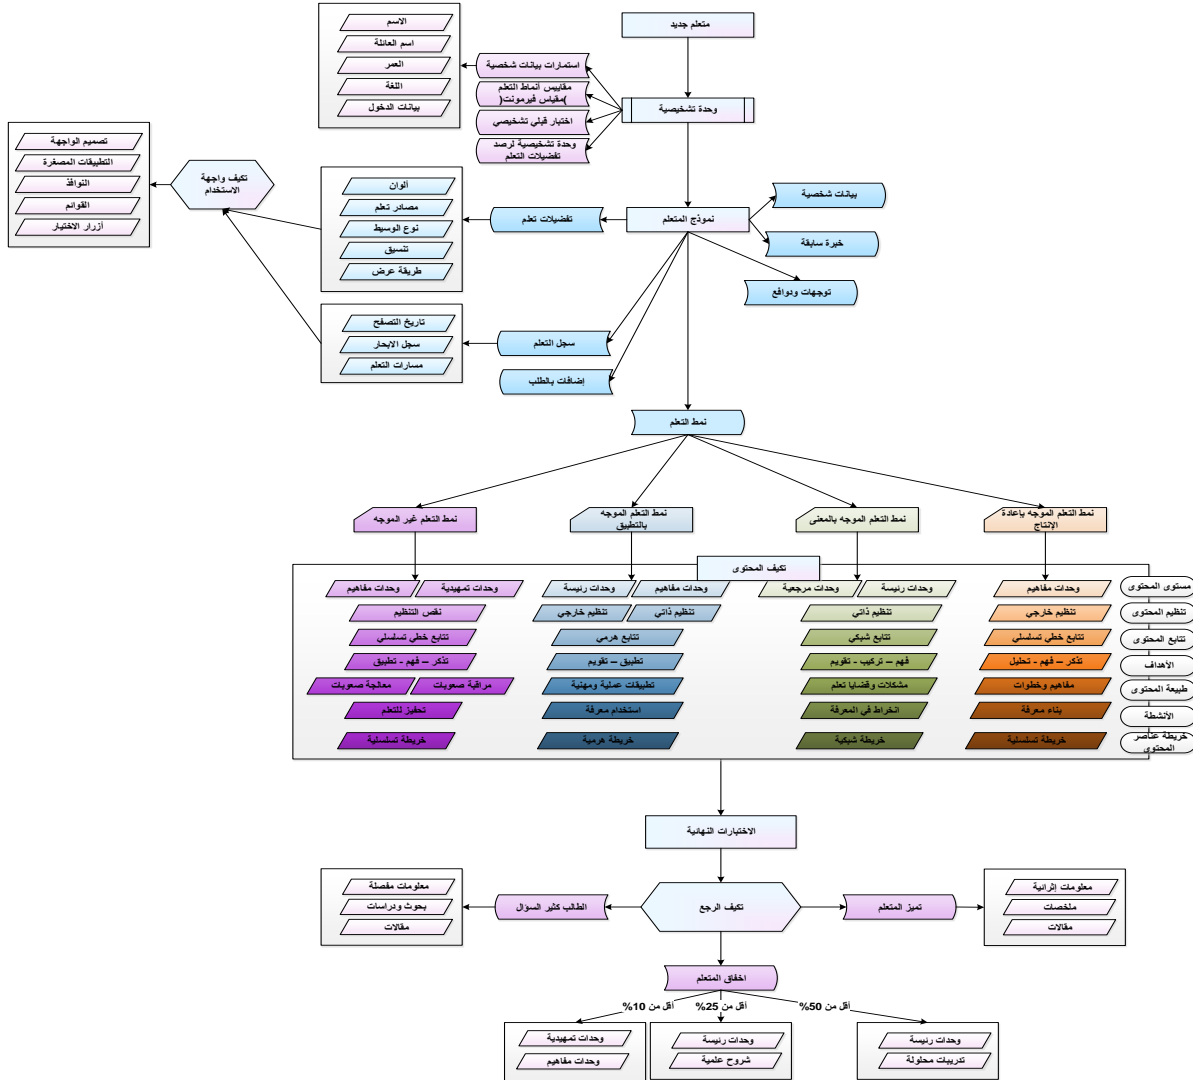 متعلم جديد
الاسم
اسم العائلة
العمر
اللغة
بيانات الدخول
استمارات بيانات شخصية
مقاييس أنماط التعلم
)مقياس فيرمونت(
اختبار قبلي تشخيصي
وحدة تشخيصية لرصد
تفضيلات التعلم
وحدة تشخيصية
تصميم الواجهة
التطبيقات المصغرة
النوافذ
القوائم
أزرار الاختيار
تكيف واجهة
الاستخدام
ألوان
مصادر تعلم
نوع الوسيط
تنسيق
طريقة عرض
تفضيلات تعلم
نموذج المتعلم
بيانات شخصية
خبرة سابقة
توجهات ودوافع
تاريخ التصفح
سجل الابحار
مسارات التعلم
سجل التعلم
إضافات بالطلب
نمط التعلم
نمط التعلم الموجه بإعادة
الإنتاج
نمط التعلم الموجه بالمعنى
نمط التعلم الموجه
بالتطبيق
نمط التعلم غير الموجه
تكيف المحتوى
مستوى المحتوى
وحدات مفاهيم
وحدات رئيسة
وحدات مرجعية
وحدات مفاهيم
وحدات رئيسة
وحدات تمهيدية
وحدات مفاهيم
تنظيم المحتوى
تنظيم خارجي
تنظيم ذاتي
تنظيم ذاتي
تنظيم خارجي
نقص التنظيم
تتابع المحتوى
تتابع خطي تسلسلي
تتابع شبكي
تتابع هرمي
تتابع خطي تسلسلي
الأهداف
تذكر – فهم - تحليل
فهم – تركيب - تقويم
تطبيق – تقويم
تذكر – فهم - تطبيق
طبيعة المحتوى
مفاهيم وخطوات
مشكلات وقضايا تعلم
تطبيقات عملية ومهنية
مراقبة صعوبات
معالجة صعوبات
الأنشطة
بناء معرفة
انخراط في المعرفة
استخدام معرفة
تحفيز للتعلم
خريطة عناصر
المحتوى
خريطة تسلسلية
خريطة شبكية
خريطة هرمية
خريطة تسلسلية
الاختبارات النهائية
تكيف الرجع
تميز المتعلم
معلومات إثرائية
ملخصات
مقالات
الطالب كثير السؤال
معلومات مفصلة
بحوث ودراسات
مقالات
اخفاق المتعلم
أقل من 50%
أقل من 25%
أقل من 10%
وحدات رئيسة
تدريبات محلولة
وحدات رئيسة
شروح علمية
وحدات تمهيدية
وحدات مفاهيم